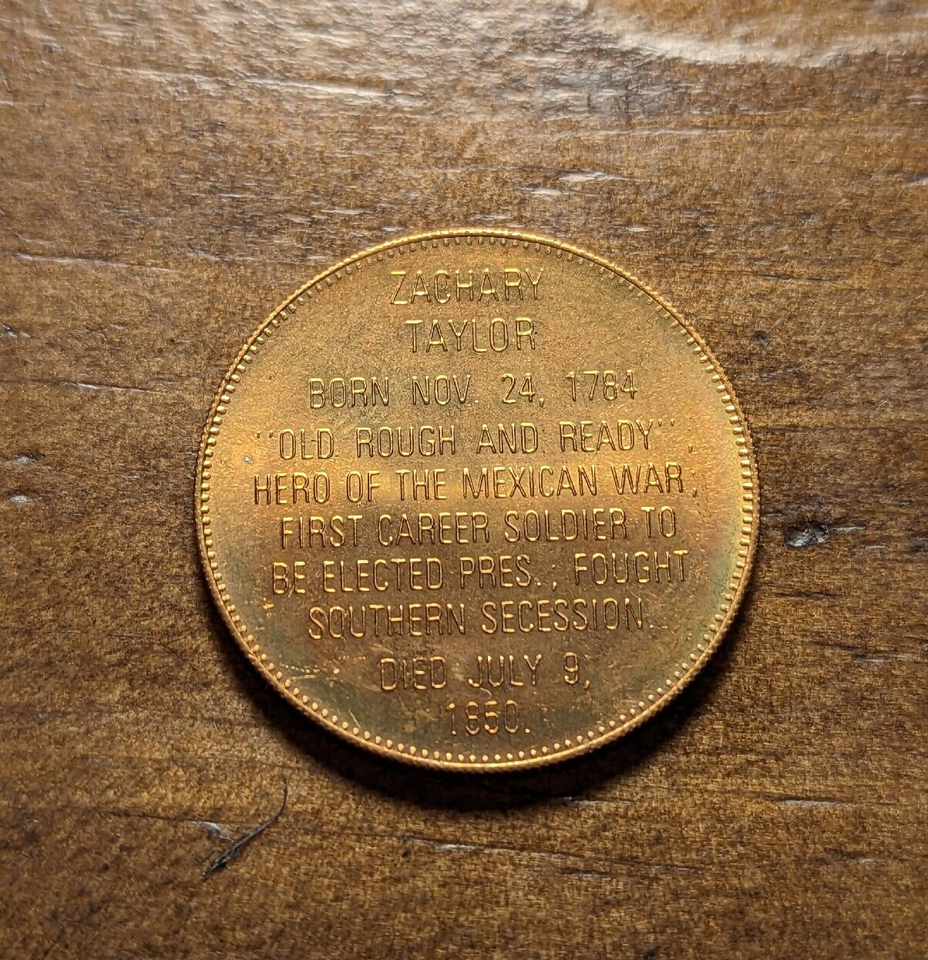 ZACHARY
TAYLOR
BORN NOV. 24, 1784
"OLD ROUGH AND READY";
HERO OF THE MEXICAN WAR;
FIRST CAREER SOLDIER TO
BE ELECTED PRES.; FOUGHT
SOUTHERN SECESSION.
DIED JULY 9,
1850.